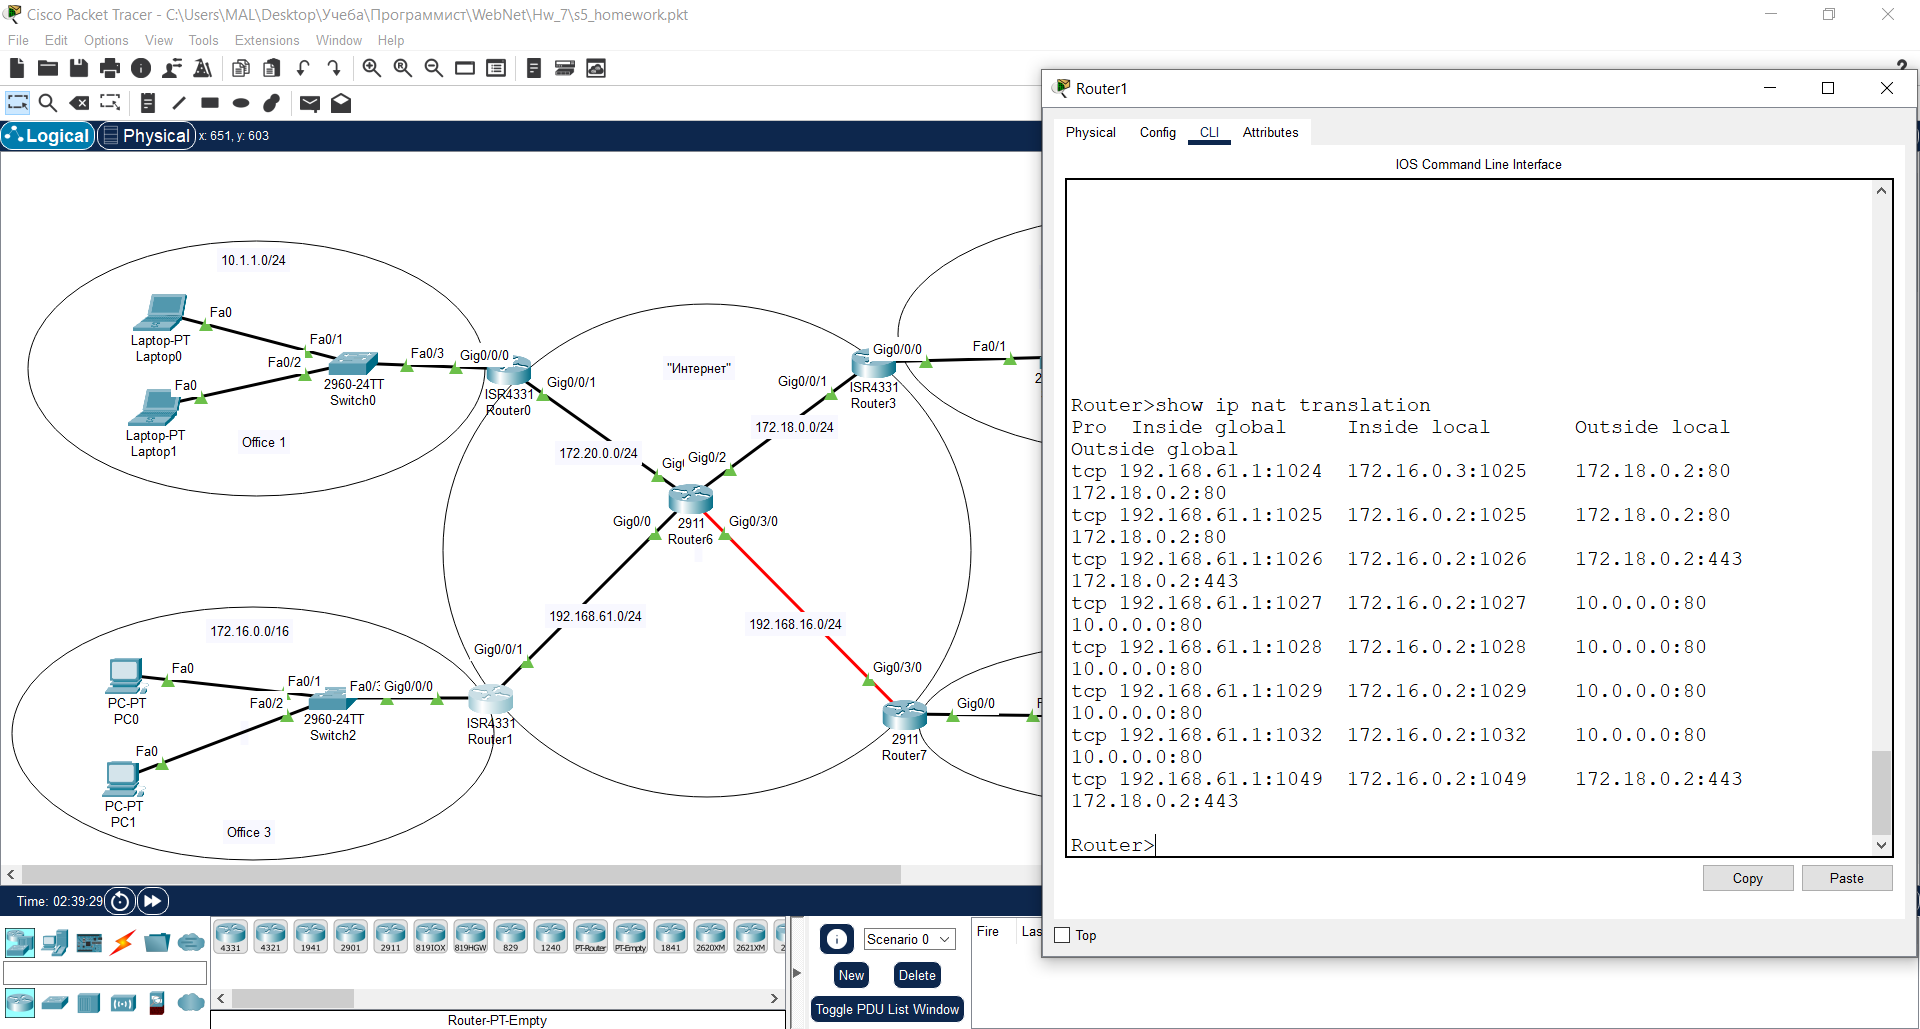 Cisco Packet Tracer - C:\Users\MAL\Desktop\Учеба\Программист\WebNet\Hw_7\s5_homework.pkt
File Edit Options View Tools Extensions Window Help
Logical Physical x: 651, y: 603
10.1.1.0/24
Fa0
Laptop-PT
Laptop0
Fa0/1
Fa0/2
Fa0/3
Gig0/0/0
2960-24TT
Switch0
Fa0
Laptop-PT
Laptop1
Office 1
ISR4331
Router0
Gig0/0/1
"Интернет"
172.20.0.0/24
Gig0/0/0
Gig0/0/1
ISR4331
Router3
Fa0/1
172.18.0.0/24
Gig0/2
2911
Router6
Gig0/0
Gig0/3/0
192.168.61.0/24
192.168.16.0/24
172.16.0.0/16
Fa0
PC-PT
PC0
Fa0/1
Fa0/2
Gig0/0/0
2960-24TT
Switch2
Fa0
PC-PT
PC1
Office 3
Gig0/0/1
ISR4331
Router1
Gig0/3/0
Gig0/0
2911
Router7
Time: 02:39:29
4331 4321 1941 2901 2911 819IOX 819HGW 829 1240 PT-Router PT-Empty 1841 2620XM 2621XM
Router-PT-Empty
Scenario 0
New Delete
Toggle PDU List Window
Fire Las
Router1
Physical Config CLI Attributes
IOS Command Line Interface
Router>show ip nat translation
Pro Inside global Inside local Outside local
Outside global
tcp 192.168.61.1:1024 172.16.0.3:1025 172.18.0.2:80
172.18.0.2:80
tcp 192.168.61.1:1025 172.16.0.2:1025 172.18.0.2:80
172.18.0.2:80
tcp 192.168.61.1:1026 172.16.0.2:1026 172.18.0.2:443
172.18.0.2:443
tcp 192.168.61.1:1027 172.16.0.2:1027 10.0.0.0:80
10.0.0.0:80
tcp 192.168.61.1:1028 172.16.0.2:1028 10.0.0.0:80
10.0.0.0:80
tcp 192.168.61.1:1029 172.16.0.2:1029 10.0.0.0:80
10.0.0.0:80
tcp 192.168.61.1:1032 172.16.0.2:1032 10.0.0.0:80
10.0.0.0:80
tcp 192.168.61.1:1049 172.16.0.2:1049 172.18.0.2:443
172.18.0.2:443
Router>
Copy Paste
Top